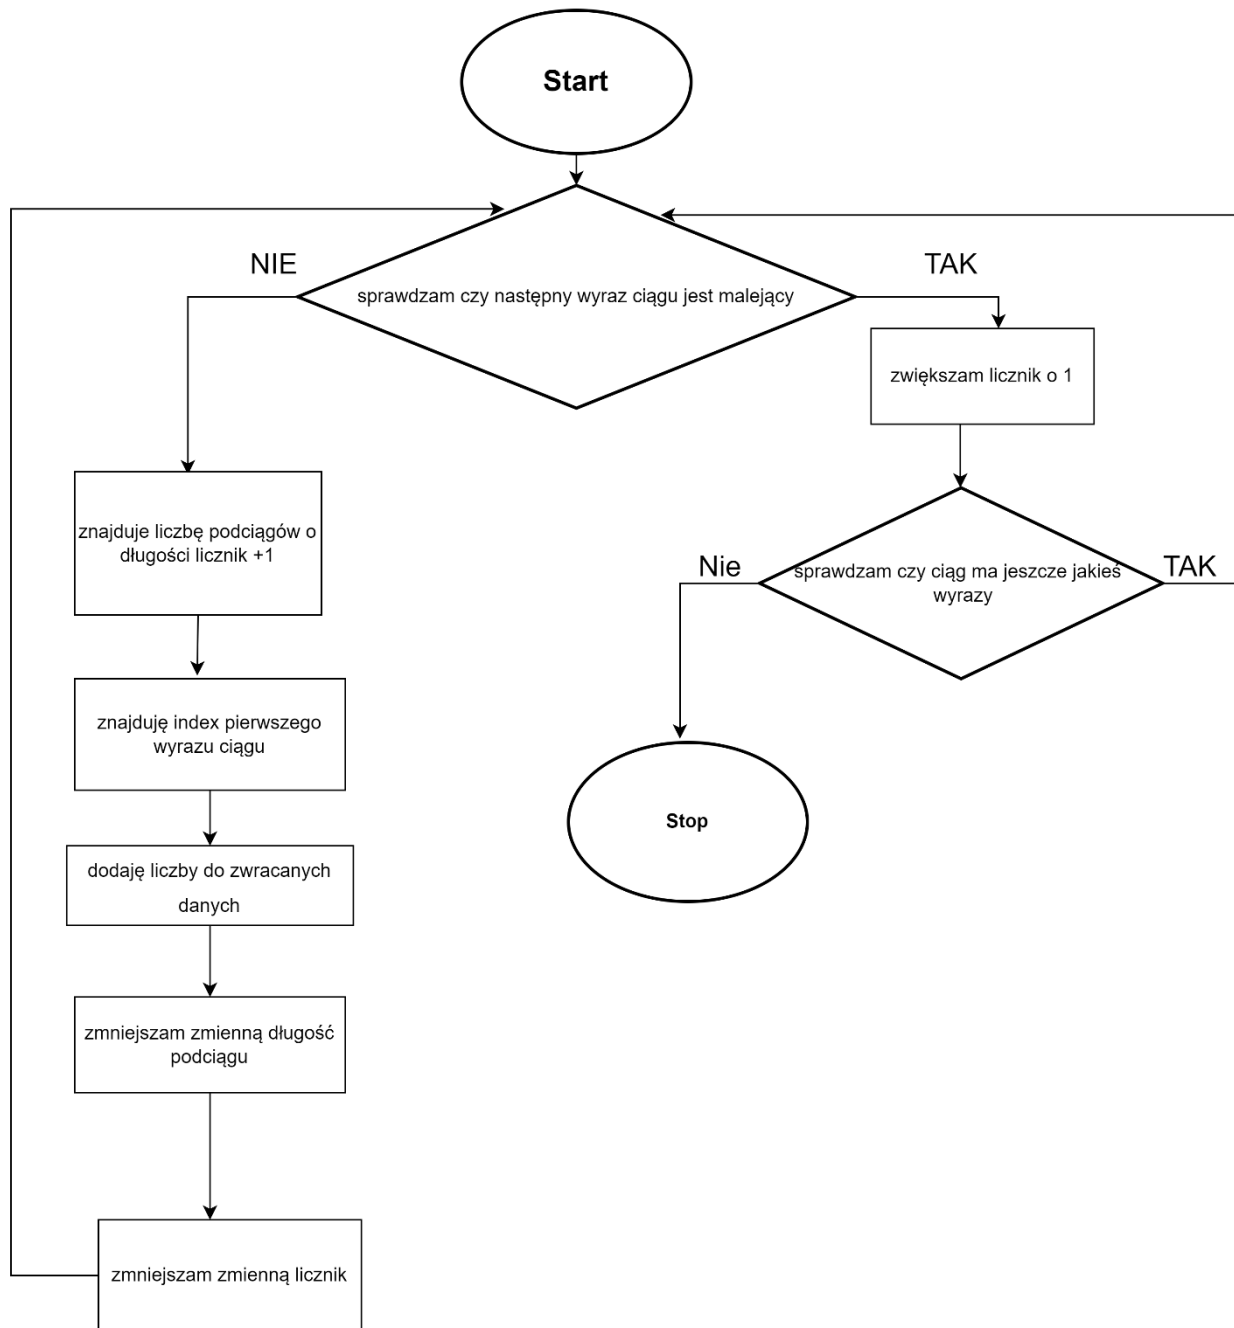 Start
NIE
TAK
sprawdzam czy następny wyraz ciągu jest malejący
zwiększam licznik o 1
znajduje liczbę podciągów o
długości licznik +1
Nie
sprawdzam czy ciąg ma jeszcze jakieś
wyrazy
TAK
znajduję index pierwszego
wyrazu ciągu
Stop
dodaję liczby do zwracanych
danych
zmniejszam zmienną długość
podciągu
zmniejszam zmienną licznik